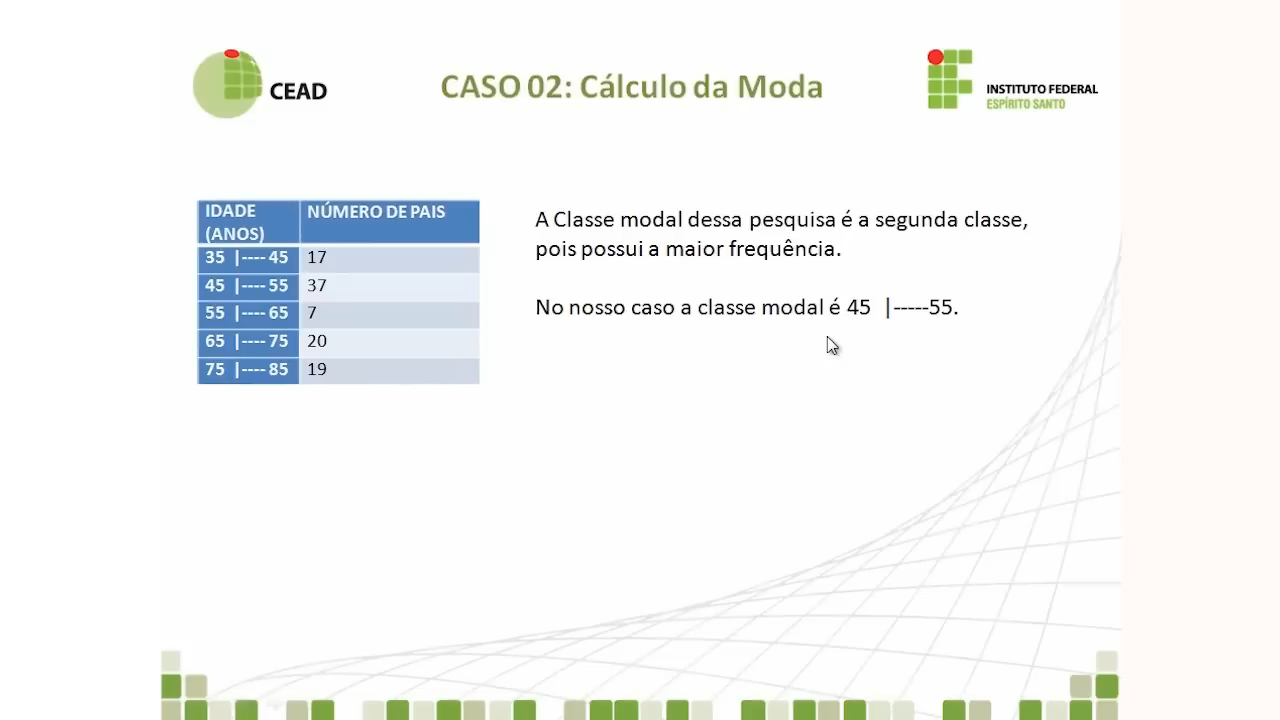 CEAD
CASO 02: Cálculo da Moda
INSTITUTO FEDERAL
ESPÍRITO SANTO
IDADE (ANOS) NÚMERO DE PAIS
35 |---- 45 17
45 |---- 55 37
55 |---- 65 7
65 |---- 75 20
75 |---- 85 19
A Classe modal dessa pesquisa é a segunda classe,
pois possui a maior frequência.
No nosso caso a classe modal é 45 |-----55.